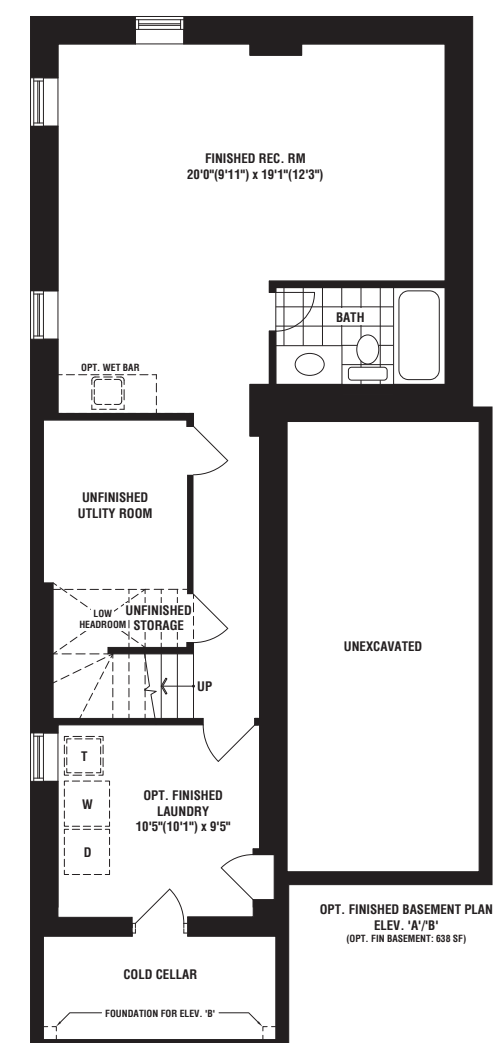 FINISHED REC. RM
20'0"(9'11") x 19'1"(12'3")
BATH
OPT. WET BAR
UNFINISHED
UTLITY ROOM
LOW
HEADROOM
UNFINISHED
STORAGE
UNEXCAVATED
UP
T
W
D
OPT. FINISHED
LAUNDRY
10'5"(10'1") x 9'5"
OPT. FINISHED BASEMENT PLAN
ELEV. 'A'/'B'
(OPT. FIN BASEMENT: 638 SF)
COLD CELLAR
FOUNDATION FOR ELEV. 'B'